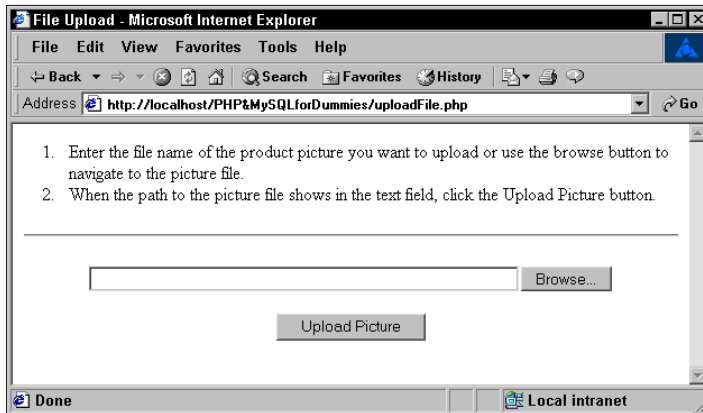 File Upload - Microsoft Internet Explorer
File Edit View Favorites Tools Help
Back Search Favorites History
Address http://localhost/PHP&MySQLforDummies/uploadFile.php Go
1. Enter the file name of the product picture you want to upload or use the browse button to
navigate to the picture file.
2. When the path to the picture file shows in the text field, click the Upload Picture button.
Browse...
Upload Picture
Done Local intranet